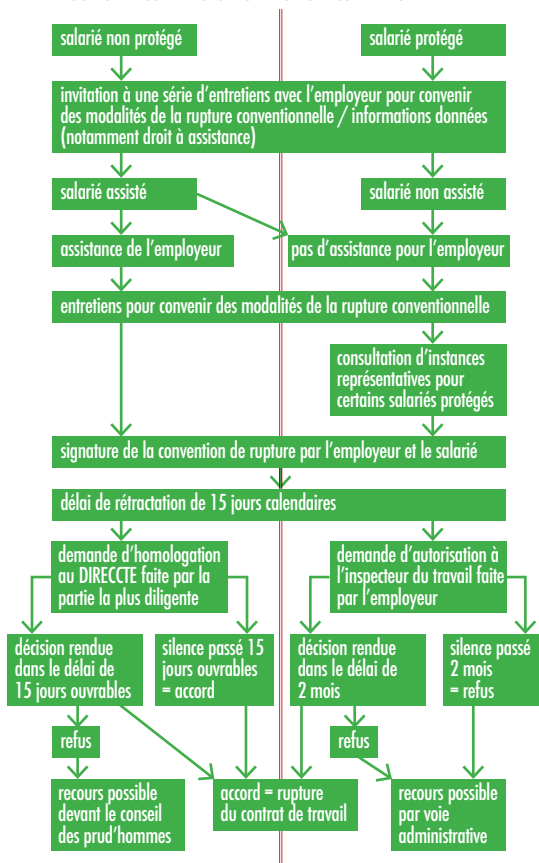 salarié non protégé
salarié protégé
invitation à une série d'entretiens avec l'employeur pour convenir
des modalités de la rupture conventionnelle / informations données
(notamment droit à assistance)
salarié assisté
salarié non assisté
assistance de l'employeur
pas d'assistance pour l'employeur
entretiens pour convenir des modalités de la rupture conventionnelle
consultation d'instances
représentatives pour
certains salariés protégés
signature de la convention de rupture par l'employeur et le salarié
délai de rétractation de 15 jours calendaires
demande d'homologation
au DIRECCTE faite par la
partie la plus diligente
demande d'autorisation à
l'inspecteur du travail faite
par l'employeur
décision rendue
dans le délai de
15 jours ouvrables
silence passé 15
jours ouvrables
= accord
décision rendue
dans le délai de
2 mois
silence passé
2 mois
= refus
refus
refus
recours possible
devant le conseil
des prud'hommes
accord = rupture
du contrat de travail
recours possible
par voie
administrative